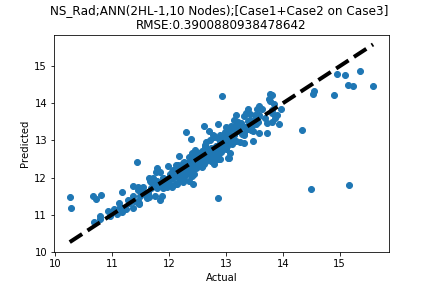 NS_Rad;ANN(2HL-1,10 Nodes);[Case1+Case2 on Case3]
RMSE:0.3900880938478642
Predicted
15
14
13
12
11
10
10 11 12 13 14 15
Actual